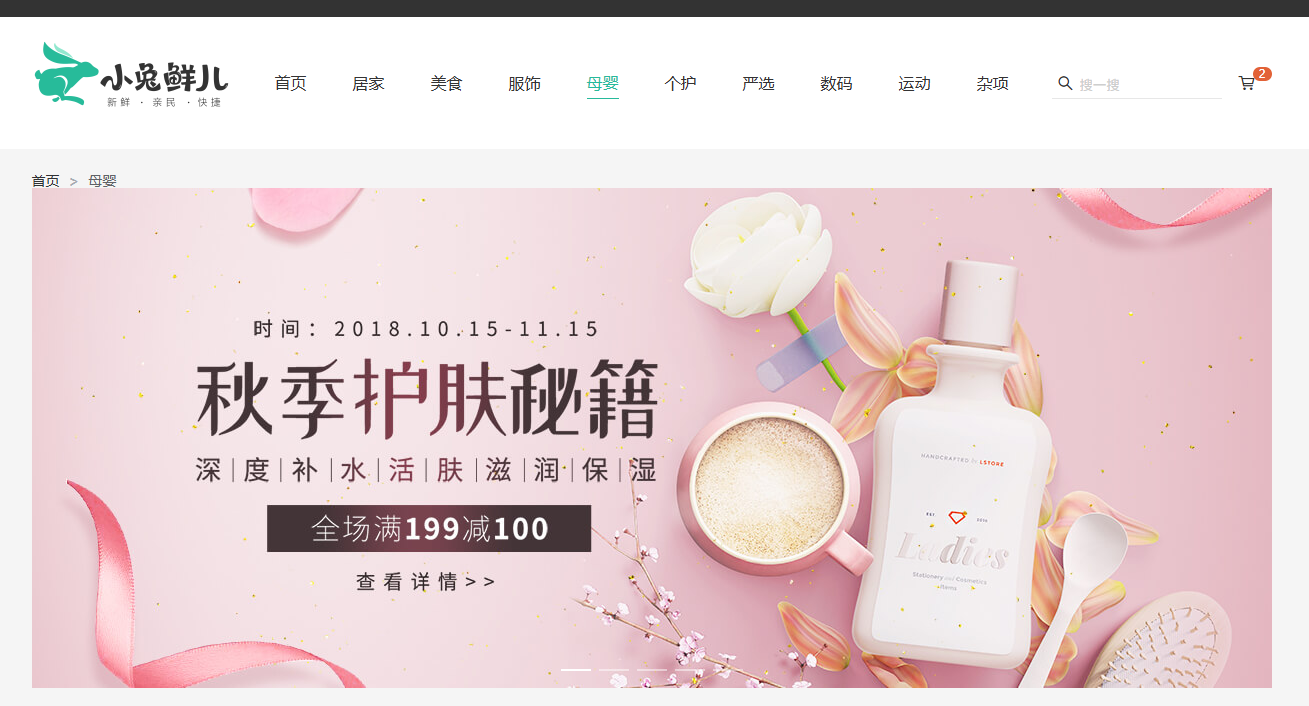 小兔鲜儿
新鲜 · 亲民 · 快捷
首页 居家 美食 服饰 母婴 个护 严选 数码 运动 杂项
搜一搜
2
首页 > 母婴
时间：2018.10.15-11.15
秋季护肤秘籍
深|度|补|水|活|肤|滋|润|保|湿
全场满199减100
查看详情>>
HANDCRAFTED by LSTORE
Ladies
Stationery and Cosmetics
Items